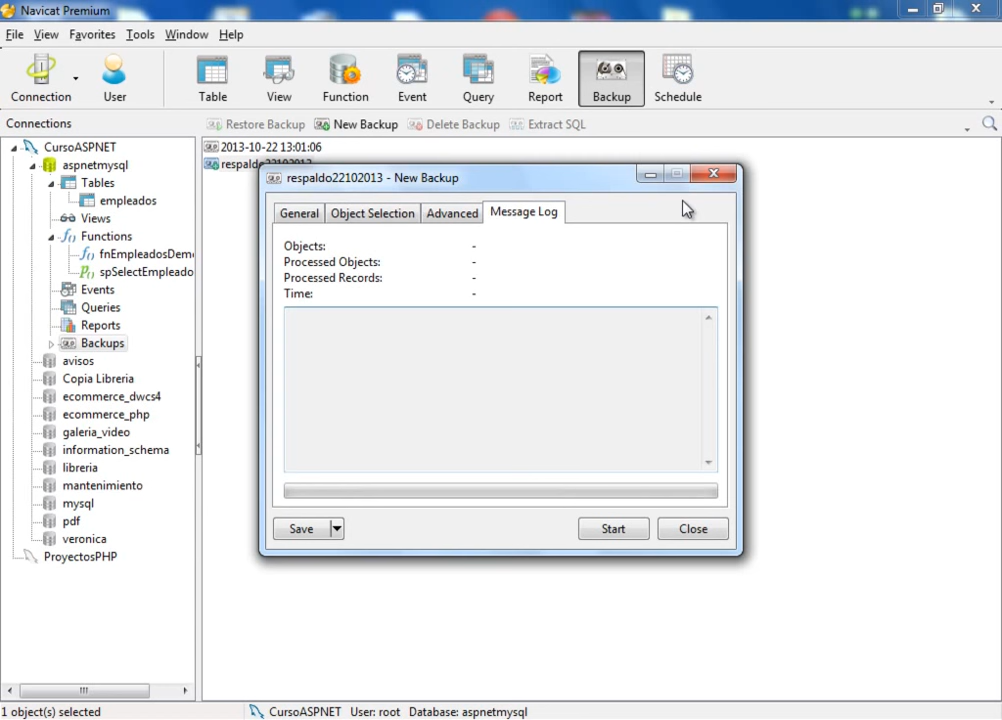 Navicat Premium
File View Favorites Tools Window Help
Connection User Table View Function Event Query Report Backup Schedule
Connections
Restore Backup New Backup Delete Backup Extract SQL
CursoASPNET
aspnetmysql
Tables
empleados
Views
Functions
fnEmpleadosDem
spSelectEmpleado
Events
Queries
Reports
Backups
avisos
Copia Libreria
ecommerce_dwcs4
ecommerce_php
galeria_video
information_schema
libreria
mantenimiento
mysql
pdf
veronica
ProyectosPHP
2013-10-22 13:01:06
respaldo22102013
respaldo22102013 - New Backup
General Object Selection Advanced Message Log
Objects: -
Processed Objects: -
Processed Records: -
Time: -
Save Start Close
1 object(s) selected CursoASPNET User: root Database: aspnetmysql